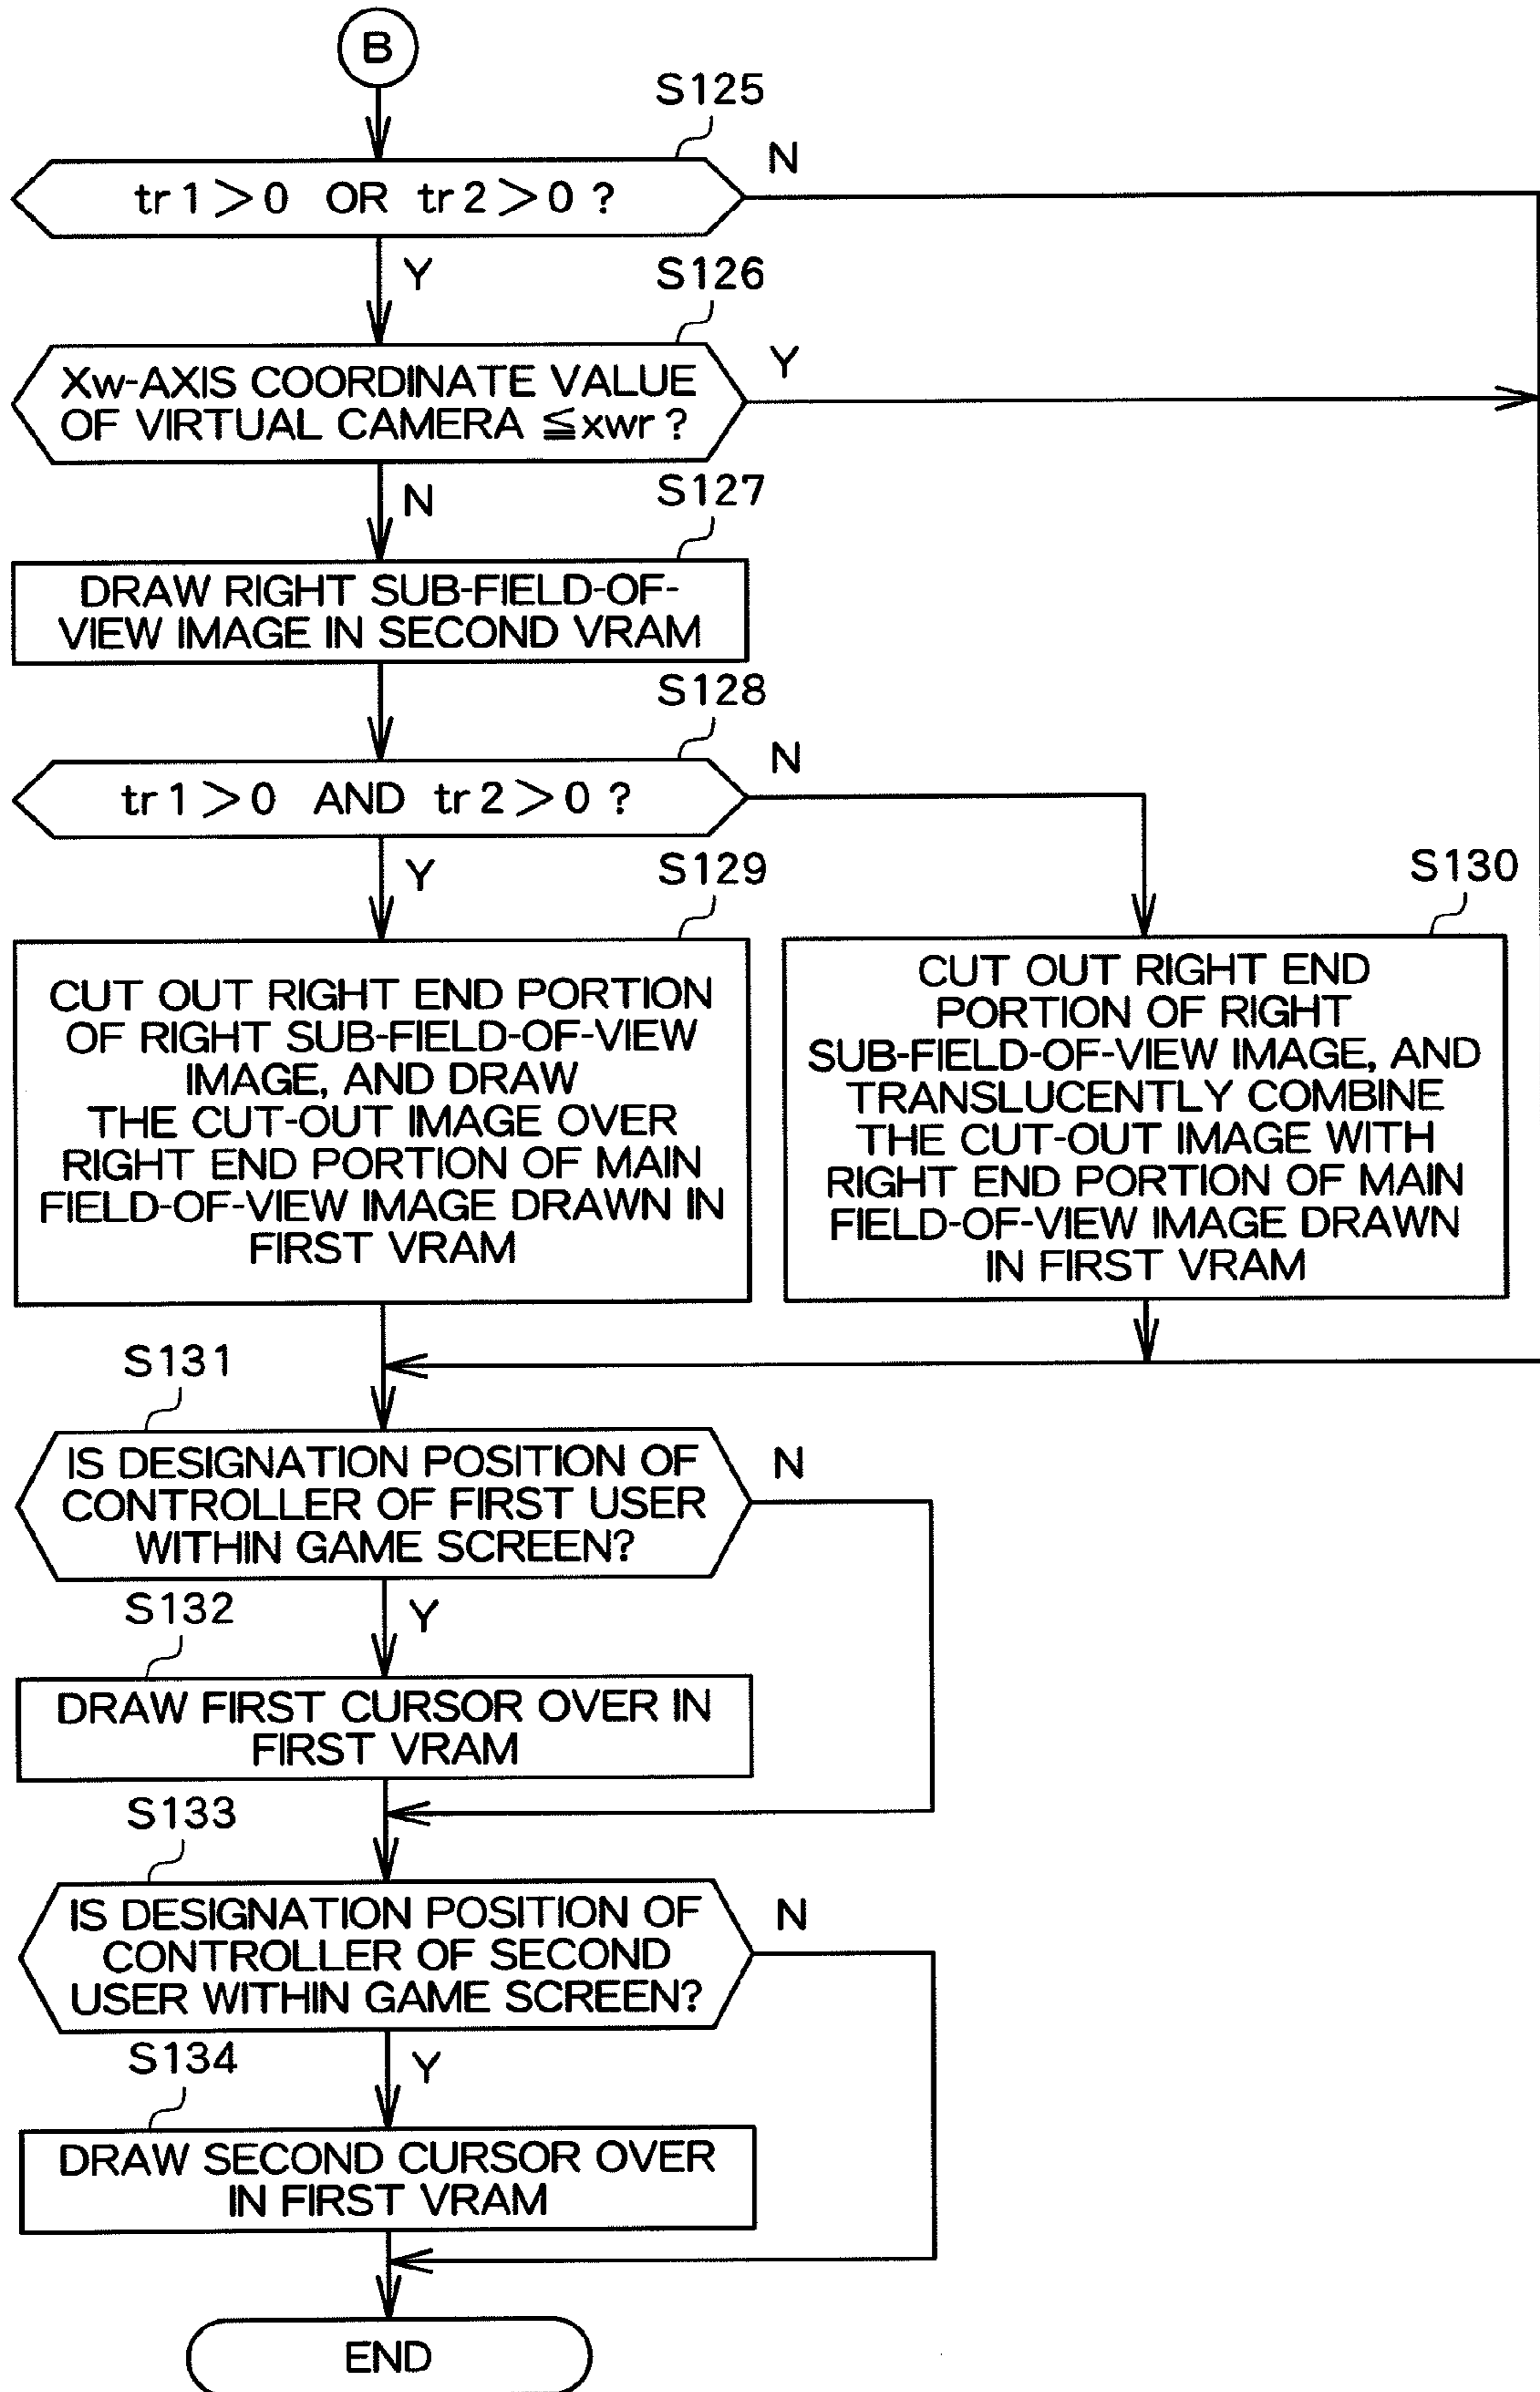 B
S125
tr1>0 OR tr2>0 ?
N
Y
S126
Xw-AXIS COORDINATE VALUE
OF VIRTUAL CAMERA ≦xwr ?
Y
N
S127
DRAW RIGHT SUB-FIELD-OF-
VIEW IMAGE IN SECOND VRAM
S128
tr1>0 AND tr2>0 ?
N
Y
S129
CUT OUT RIGHT END PORTION
OF RIGHT SUB-FIELD-OF-VIEW
IMAGE, AND DRAW
THE CUT-OUT IMAGE OVER
RIGHT END PORTION OF MAIN
FIELD-OF-VIEW IMAGE DRAWN IN
FIRST VRAM
S130
CUT OUT RIGHT END
PORTION OF RIGHT
SUB-FIELD-OF-VIEW IMAGE, AND
TRANSLUCENTLY COMBINE
THE CUT-OUT IMAGE WITH
RIGHT END PORTION OF MAIN
FIELD-OF-VIEW IMAGE DRAWN
IN FIRST VRAM
S131
IS DESIGNATION POSITION OF
CONTROLLER OF FIRST USER
WITHIN GAME SCREEN?
N
Y
S132
DRAW FIRST CURSOR OVER IN
FIRST VRAM
S133
IS DESIGNATION POSITION OF
CONTROLLER OF SECOND
USER WITHIN GAME SCREEN?
N
Y
S134
DRAW SECOND CURSOR OVER
IN FIRST VRAM
END